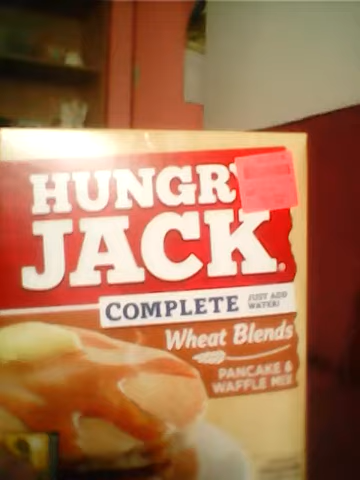 HUNGRY
JACK.
COMPLETE (JUST ADD
WATER!)
Wheat Blends
PANCAKE &
WAFFLE MIX